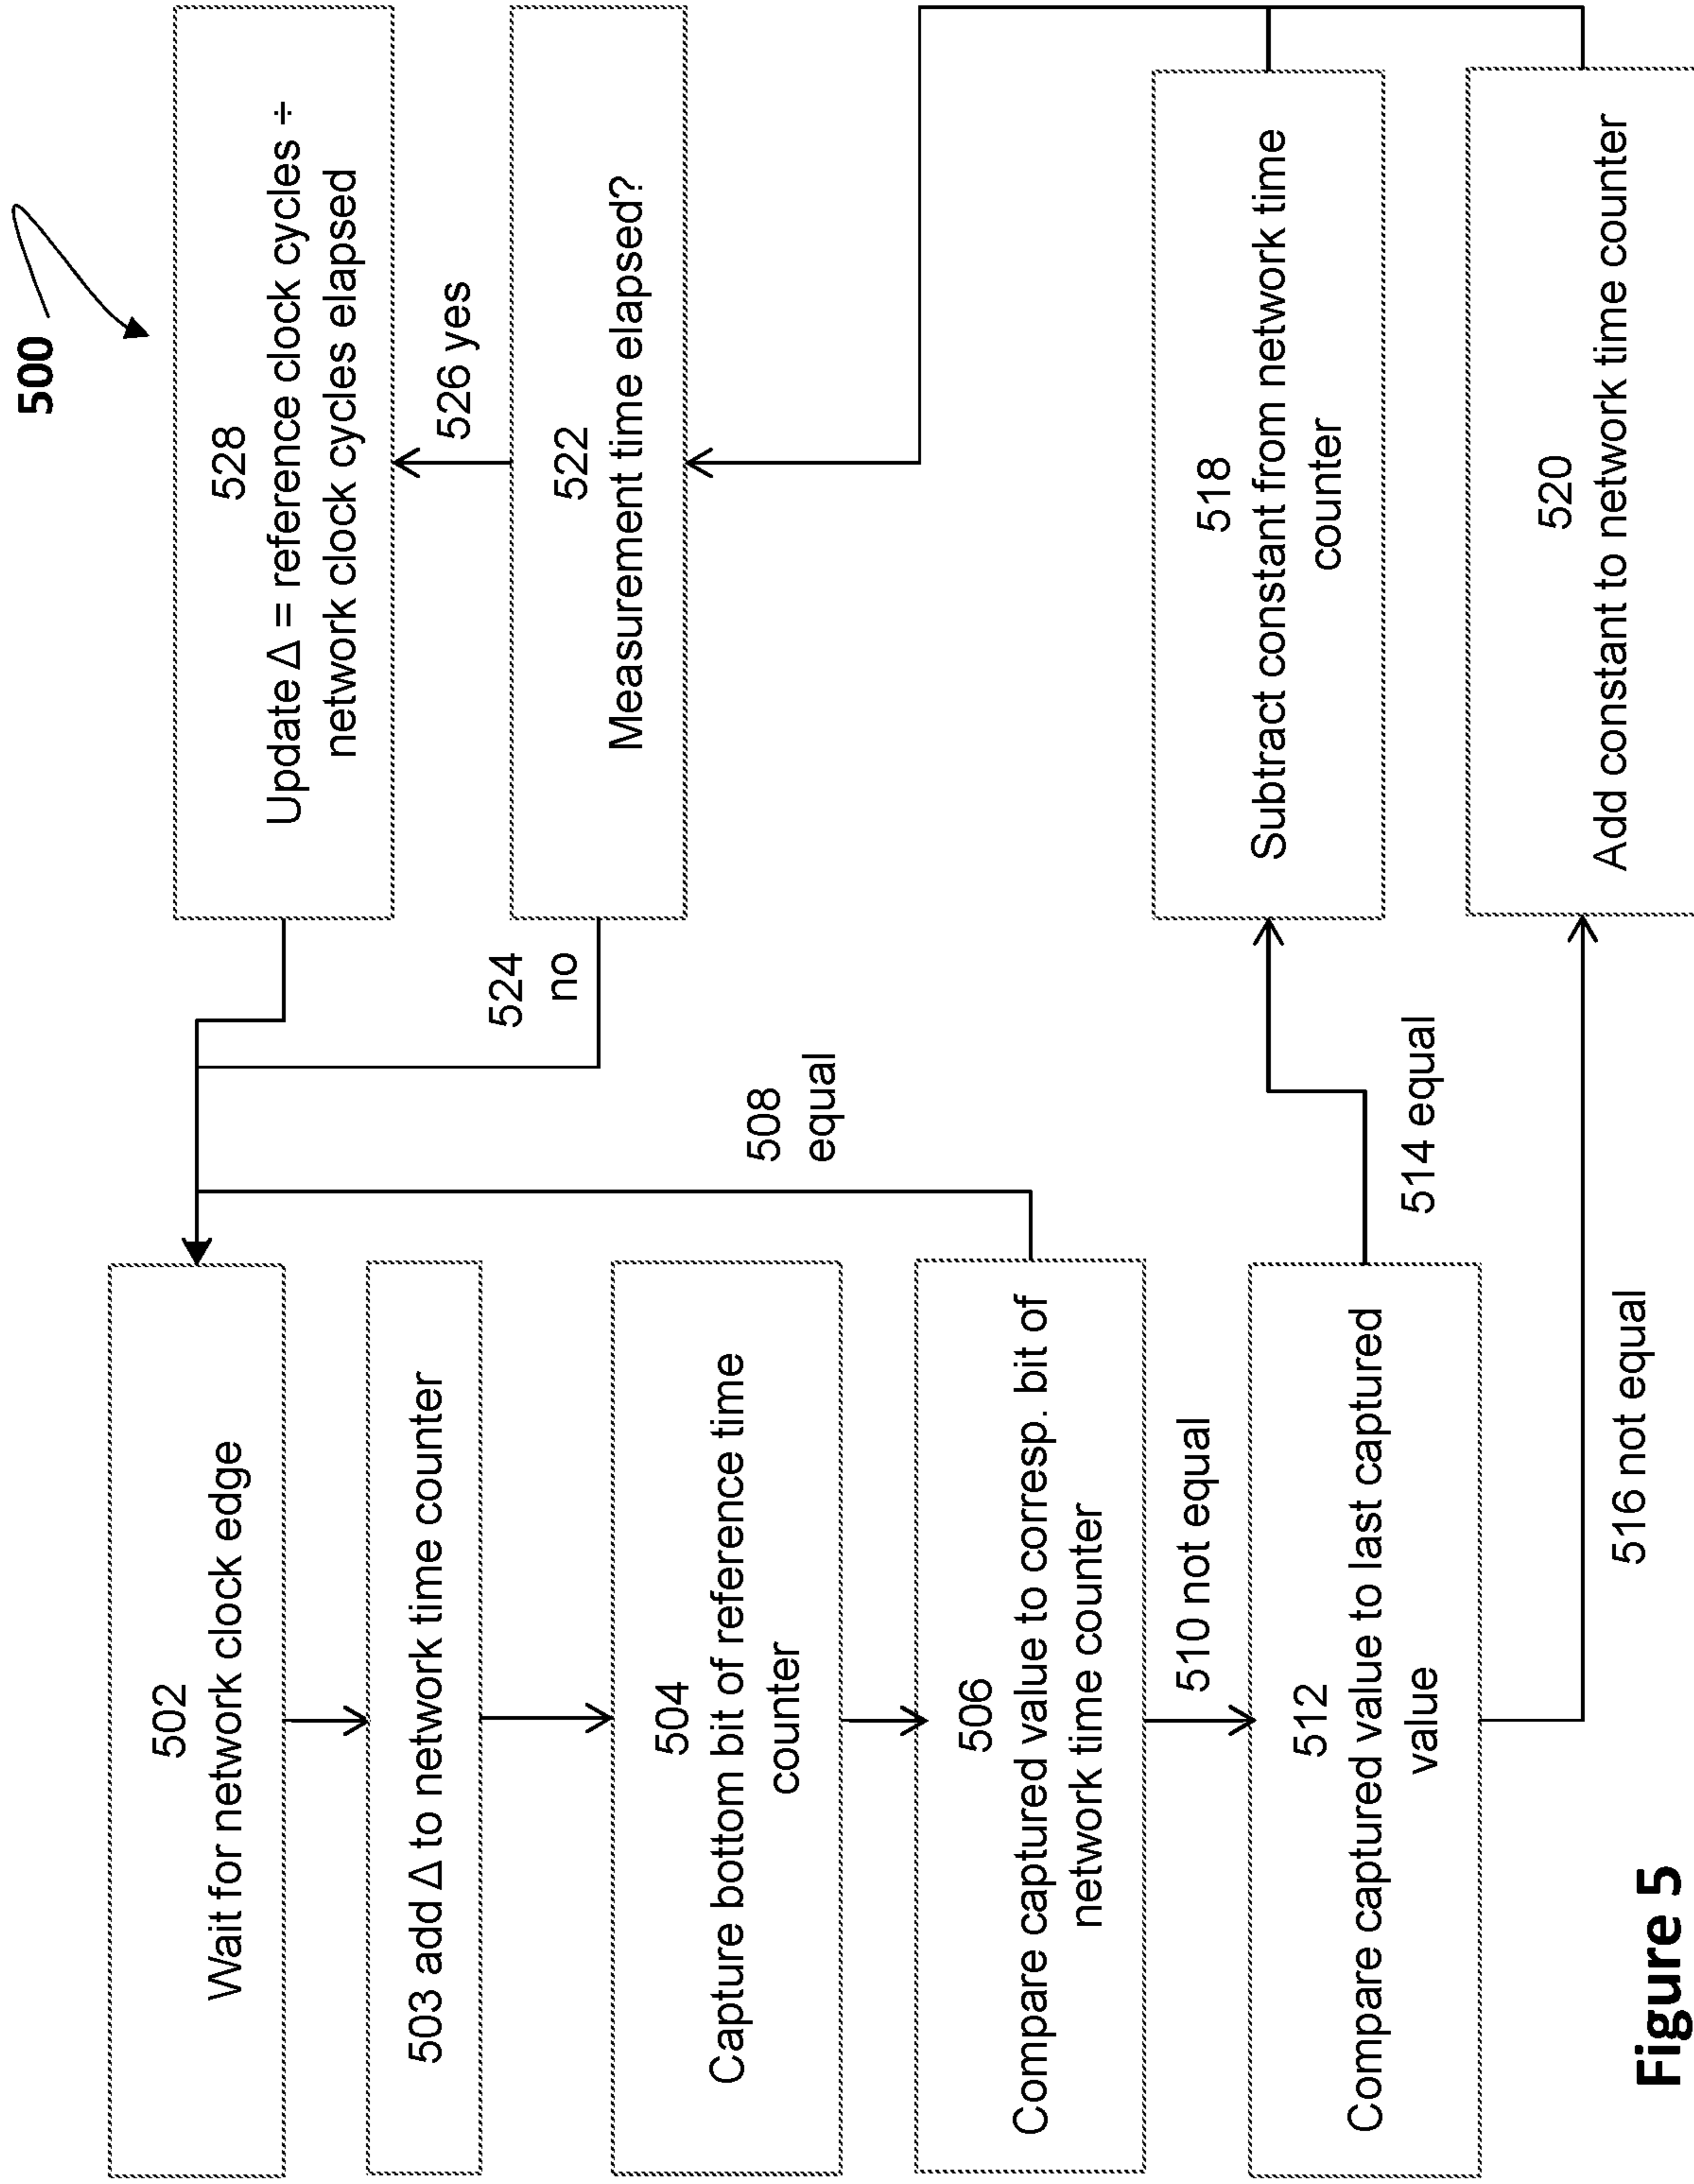 500
502
Wait for network clock edge
503 add Δ to network time counter
504
Capture bottom bit of reference time
counter
506
Compare captured value to corresp. bit of
network time counter
508
equal
510 not equal
512
Compare captured value to last captured
value
514 equal
516 not equal
528
Update Δ = reference clock cycles ÷
network clock cycles elapsed
526 yes
522
Measurement time elapsed?
524
no
518
Subtract constant from network time
counter
520
Add constant to network time counter
Figure 5